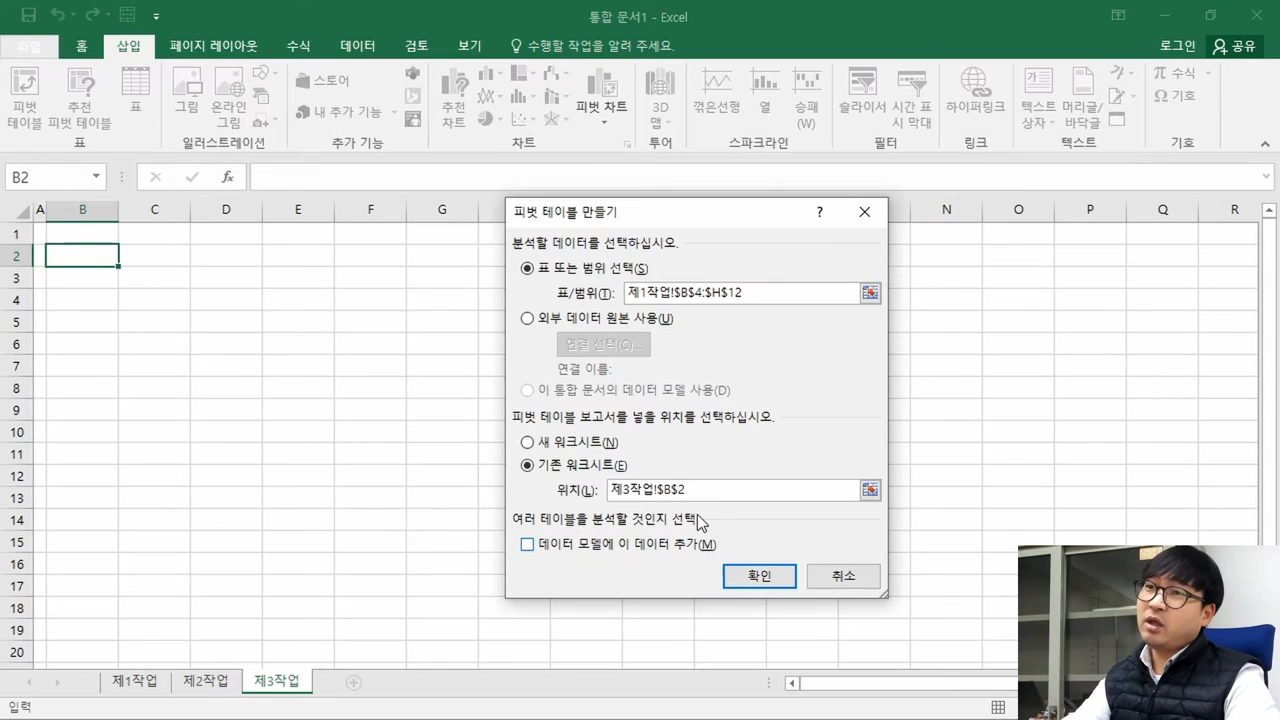 통합 문서1 - Excel
파일 홈 삽입 페이지 레이아웃 수식 데이터 검토 보기 수행할 작업을 알려 주세요. 로그인 공유
피벗 테이블
추천 피벗 테이블
표
그림
온라인 그림
스토어
내 추가 기능
추천 차트
피벗 차트
3D 맵
꺾은선형
열
승패 (W)
슬라이서
시간 표시 막대
하이퍼링크
텍스트 상자
머리글/바닥글
π 수식
Ω 기호
표 일러스트레이션 추가 기능 차트 투어 스파크라인 필터 링크 텍스트 기호
B2
fx
A B C D E F G N O P Q R
1
2
3
4
5
6
7
8
9
10
11
12
13
14
15
16
17
18
19
20
피벗 테이블 만들기 ?
분석할 데이터를 선택하십시오.
표 또는 범위 선택(S)
표/범위(T): 제1작업!$B$4:$H$12
외부 데이터 원본 사용(U)
연결 선택(C)...
연결 이름:
이 통합 문서의 데이터 모델 사용(D)
피벗 테이블 보고서를 넣을 위치를 선택하십시오.
새 워크시트(N)
기존 워크시트(E)
위치(L): 제3작업!$B$2
여러 테이블을 분석할 것인지 선택
데이터 모델에 이 데이터 추가(M)
확인 취소
제1작업 제2작업 제3작업
입력